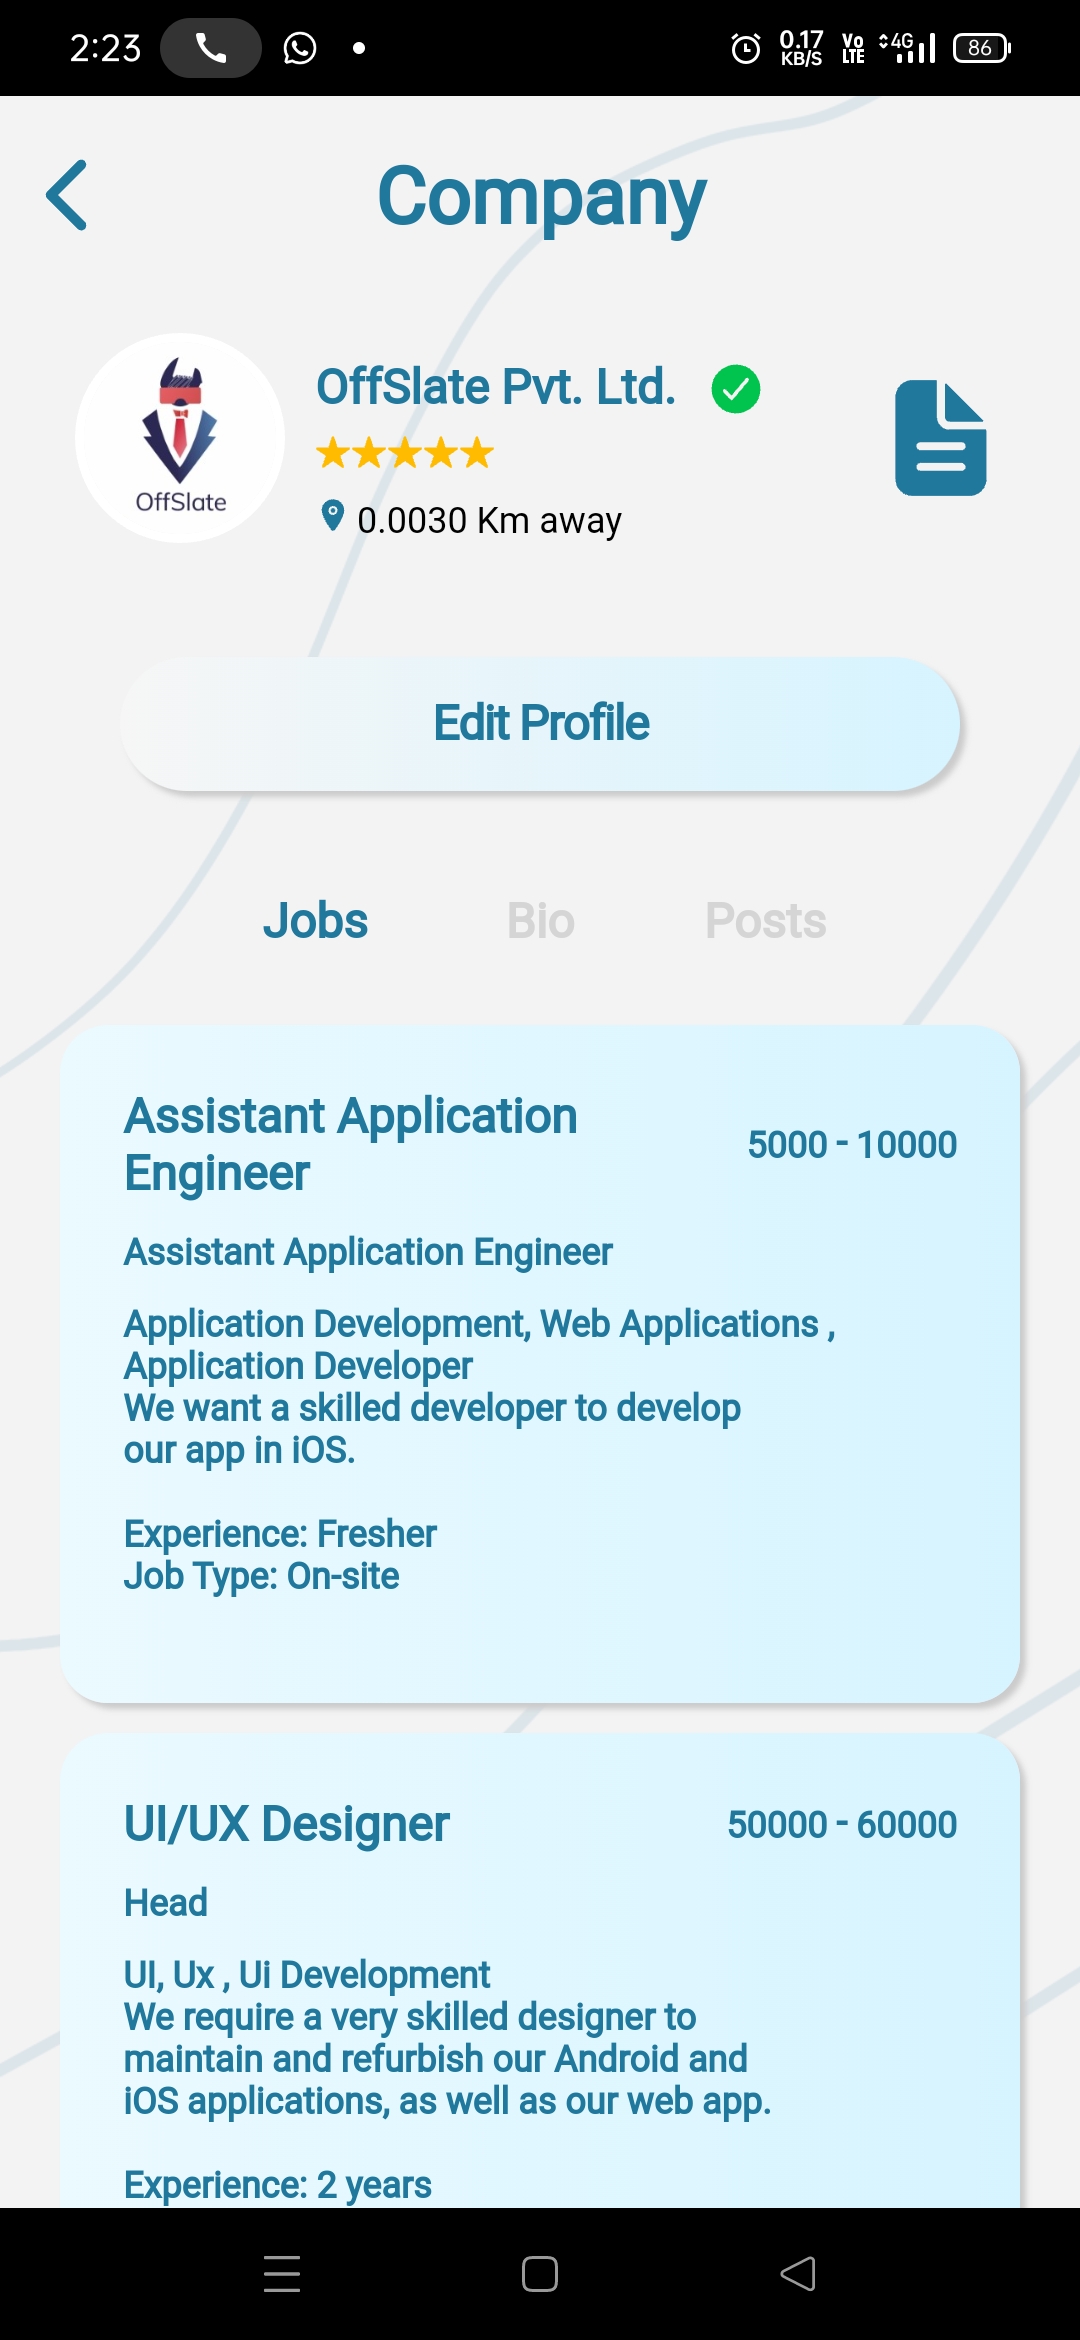 2:23
0.17
KB/S
Vo
LTE
4G
86
Company
OffSlate
OffSlate Pvt. Ltd.
0.0030 Km away
Edit Profile
Jobs Bio Posts
Assistant Application
Engineer
5000 - 10000
Assistant Application Engineer
Application Development, Web Applications ,
Application Developer
We want a skilled developer to develop
our app in iOS.
Experience: Fresher
Job Type: On-site
UI/UX Designer
50000 - 60000
Head
UI, Ux , Ui Development
We require a very skilled designer to
maintain and refurbish our Android and
iOS applications, as well as our web app.
Experience: 2 years